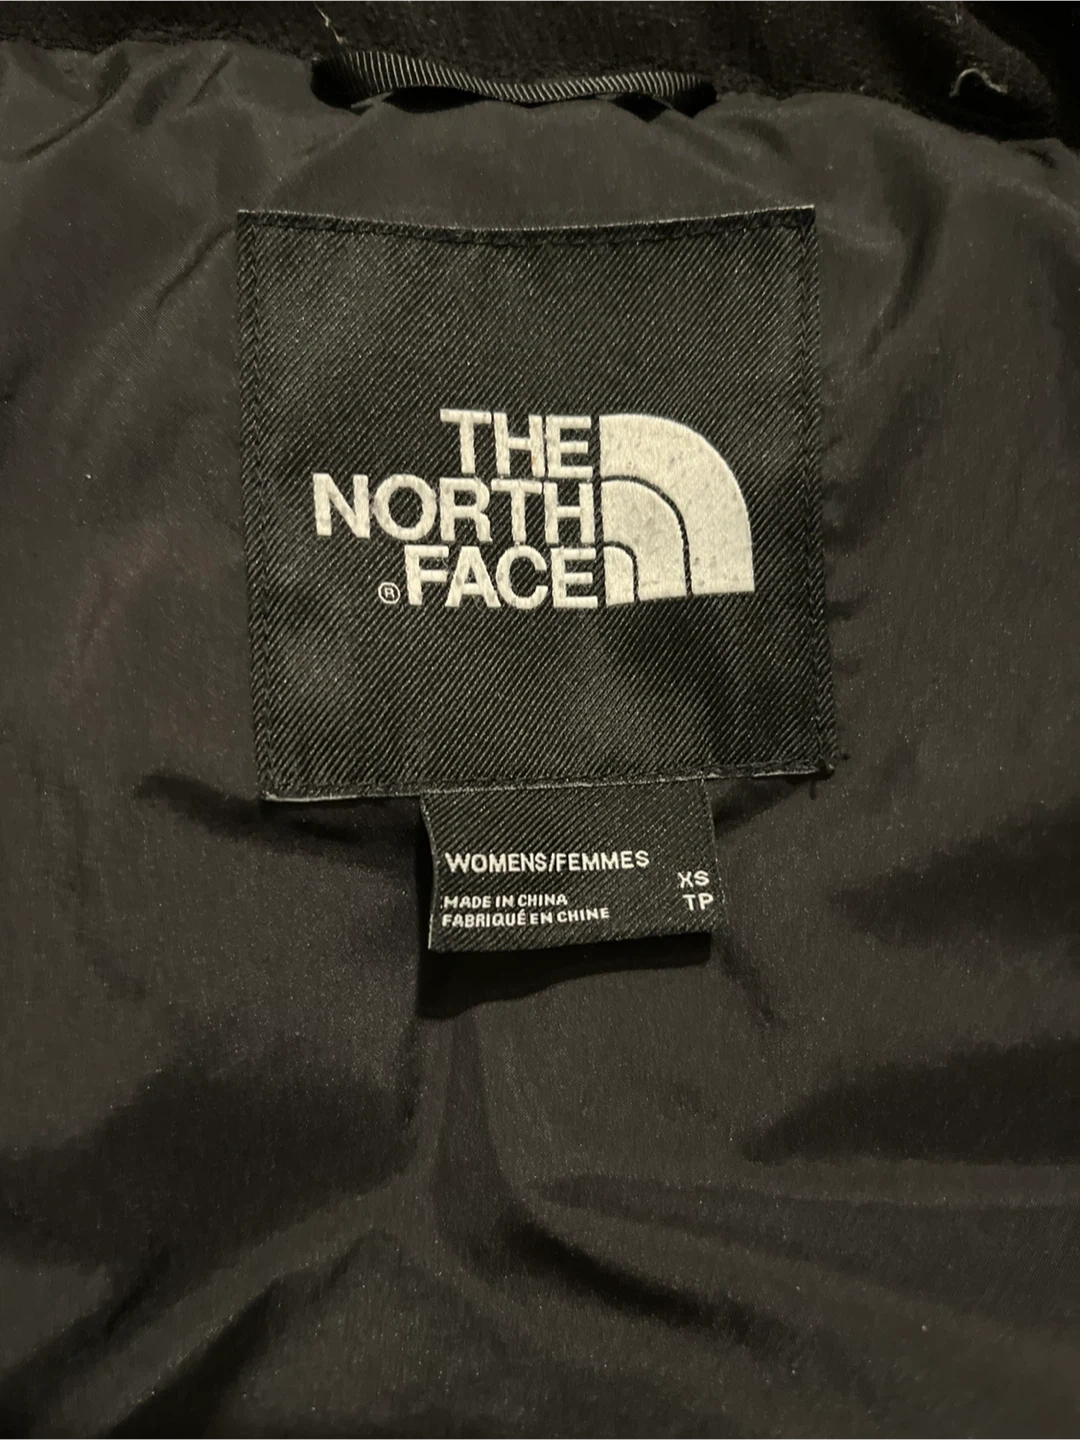 THE
NORTH
® FACE
WOMENS/FEMMES
XS
MADE IN CHINA
TP
FABRIQUÉ EN CHINE